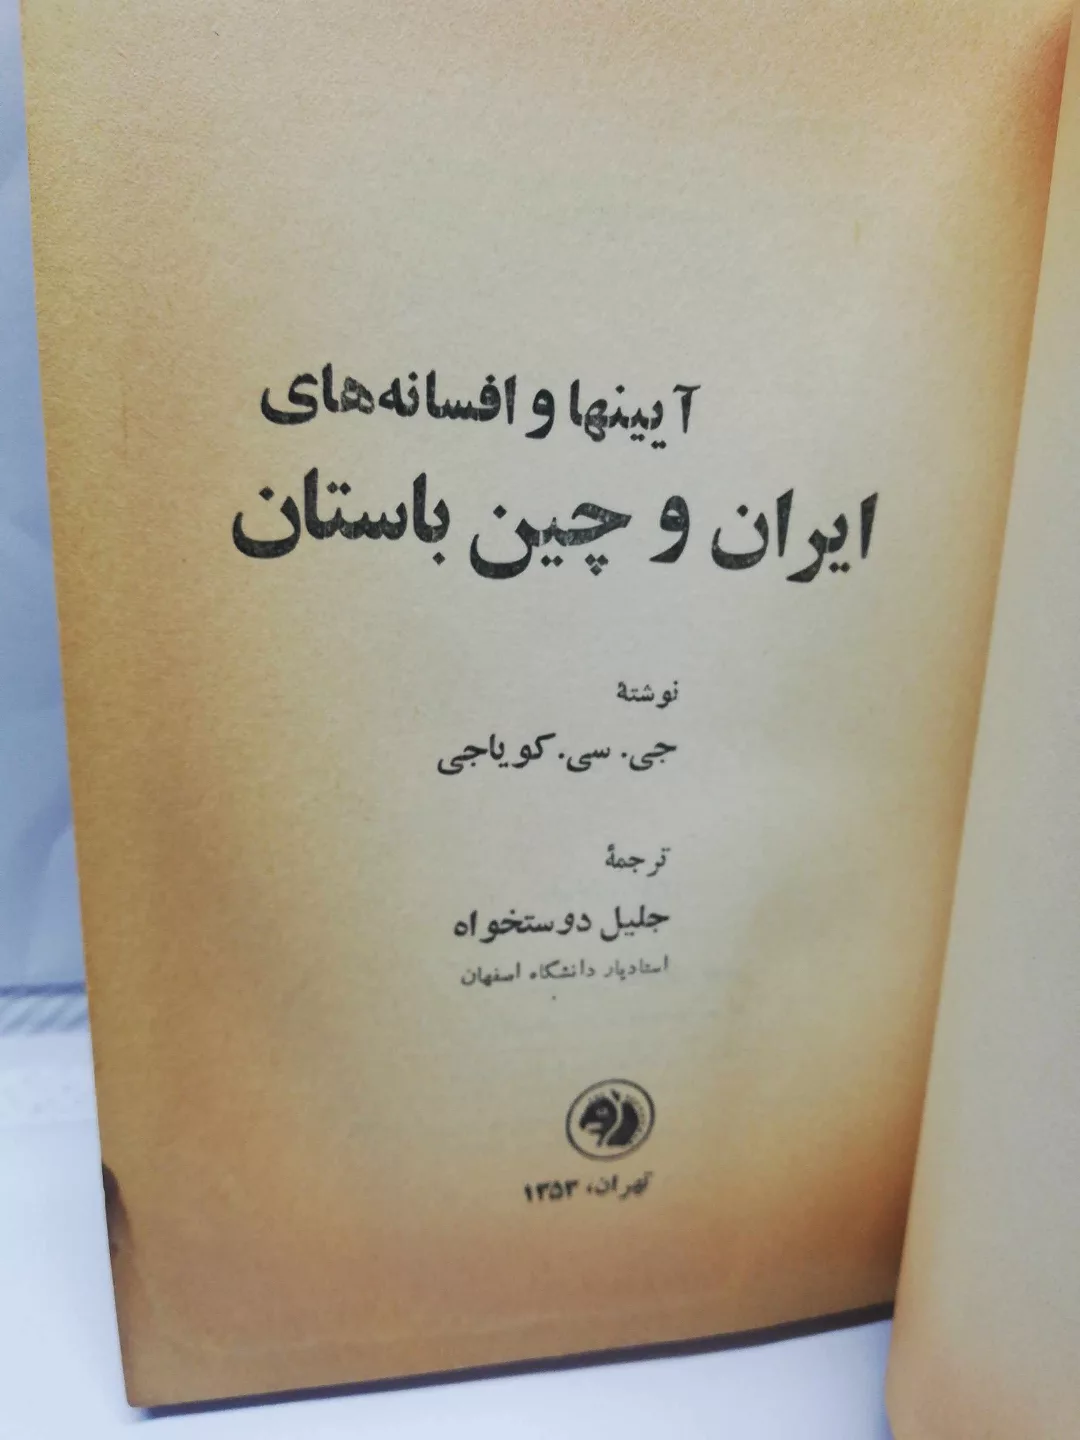 آیینها و افسانه‌های
ایران و چین باستان
نوشتهٔ
جی. سی. کویاجی
ترجمهٔ
جلیل دوستخواه
استادیار دانشگاه اصفهان
تهران، ۱۳۵۳